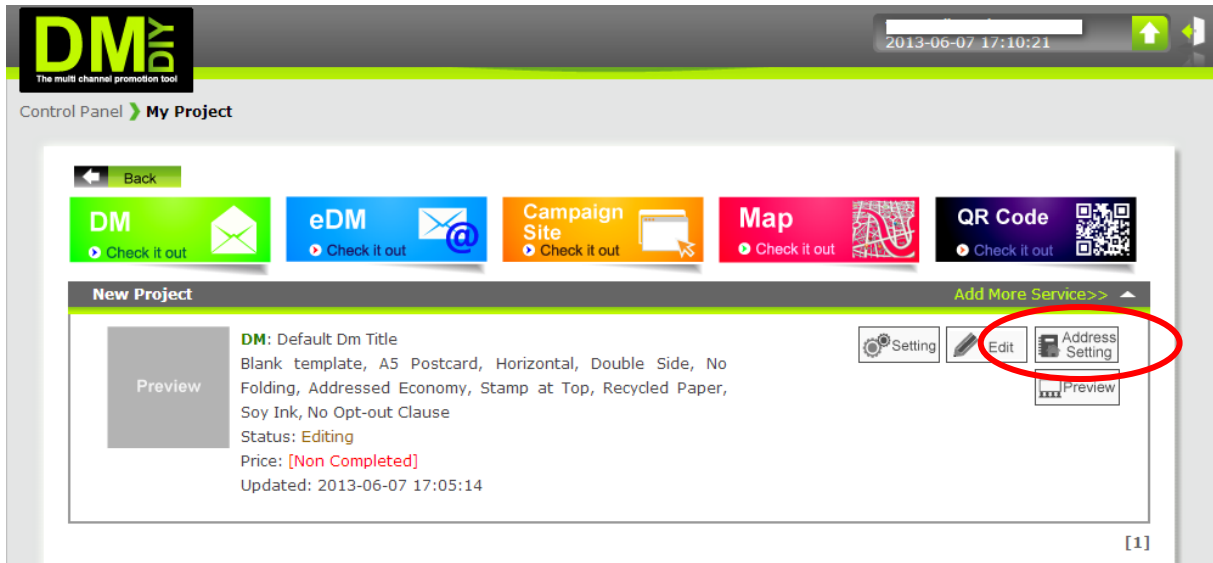 DM DIY
The multi channel promotion tool
2013-06-07 17:10:21
Control Panel My Project
Back
DM
Check it out
eDM
Check it out
Campaign
Site
Check it out
Map
Check it out
QR Code
Check it out
New Project
Add More Service>>
Preview
DM: Default Dm Title
Blank template, A5 Postcard, Horizontal, Double Side, No
Folding, Addressed Economy, Stamp at Top, Recycled Paper,
Soy Ink, No Opt-out Clause
Status: Editing
Price: [Non Completed]
Updated: 2013-06-07 17:05:14
Setting
Edit
Address
Setting
Preview
[1]